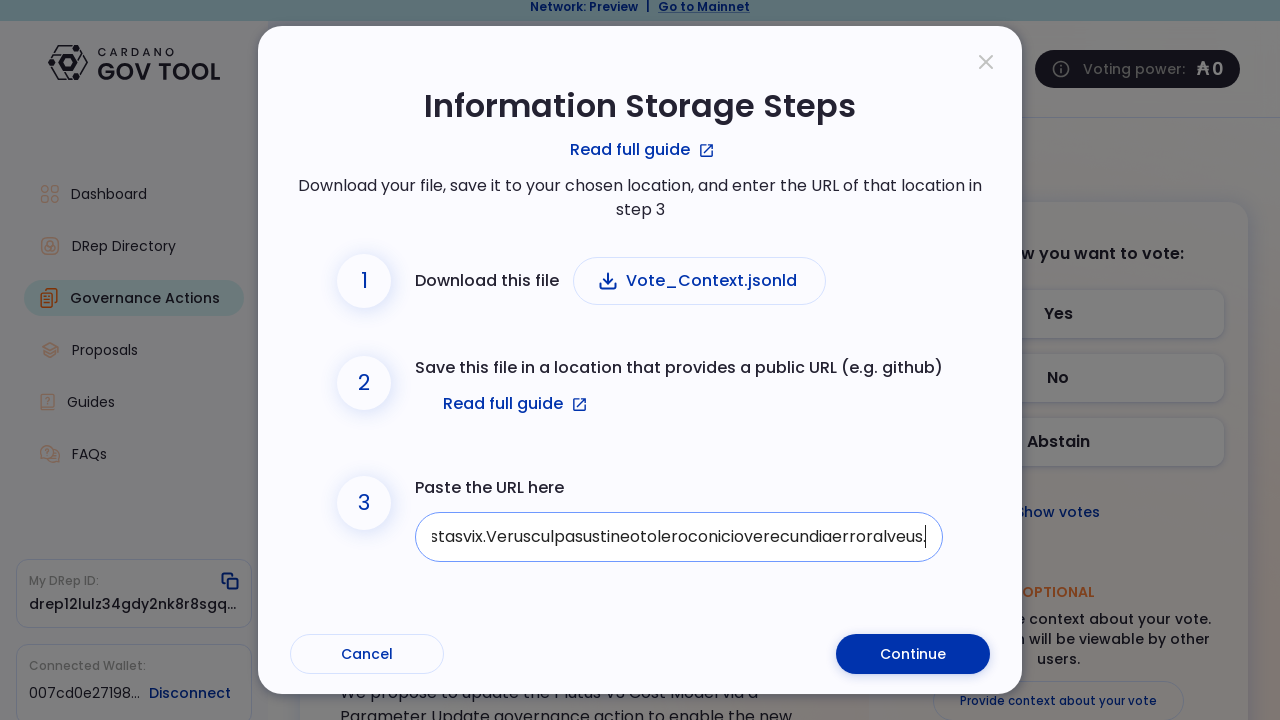 Network: Preview | Go to Mainnet
CARDANO
GOV TOOL
Voting power: ₳ 0
Dashboard
DRep Directory
Governance Actions
Proposals
Guides
FAQs
My DRep ID:
drep12lulz34gdy2nk8r8sgq...
Connected Wallet:
007cd0e27198... Disconnect
Information Storage Steps
Read full guide
Download your file, save it to your chosen location, and enter the URL of that location in
step 3
1 Download this file Vote_Context.jsonld
2 Save this file in a location that provides a public URL (e.g. github)
Read full guide
3 Paste the URL here
stasvix.Verusculpasustineotoleroconicioverecundiaerroralveus.
Cancel
Continue
you want to vote:
Yes
No
Abstain
Show votes
OPTIONAL
context about your vote.
will be viewable by other
users.
Provide context about your vote
We propose to update the Plutus V3 Cost Model via a
Parameter Update governance action to enable the new